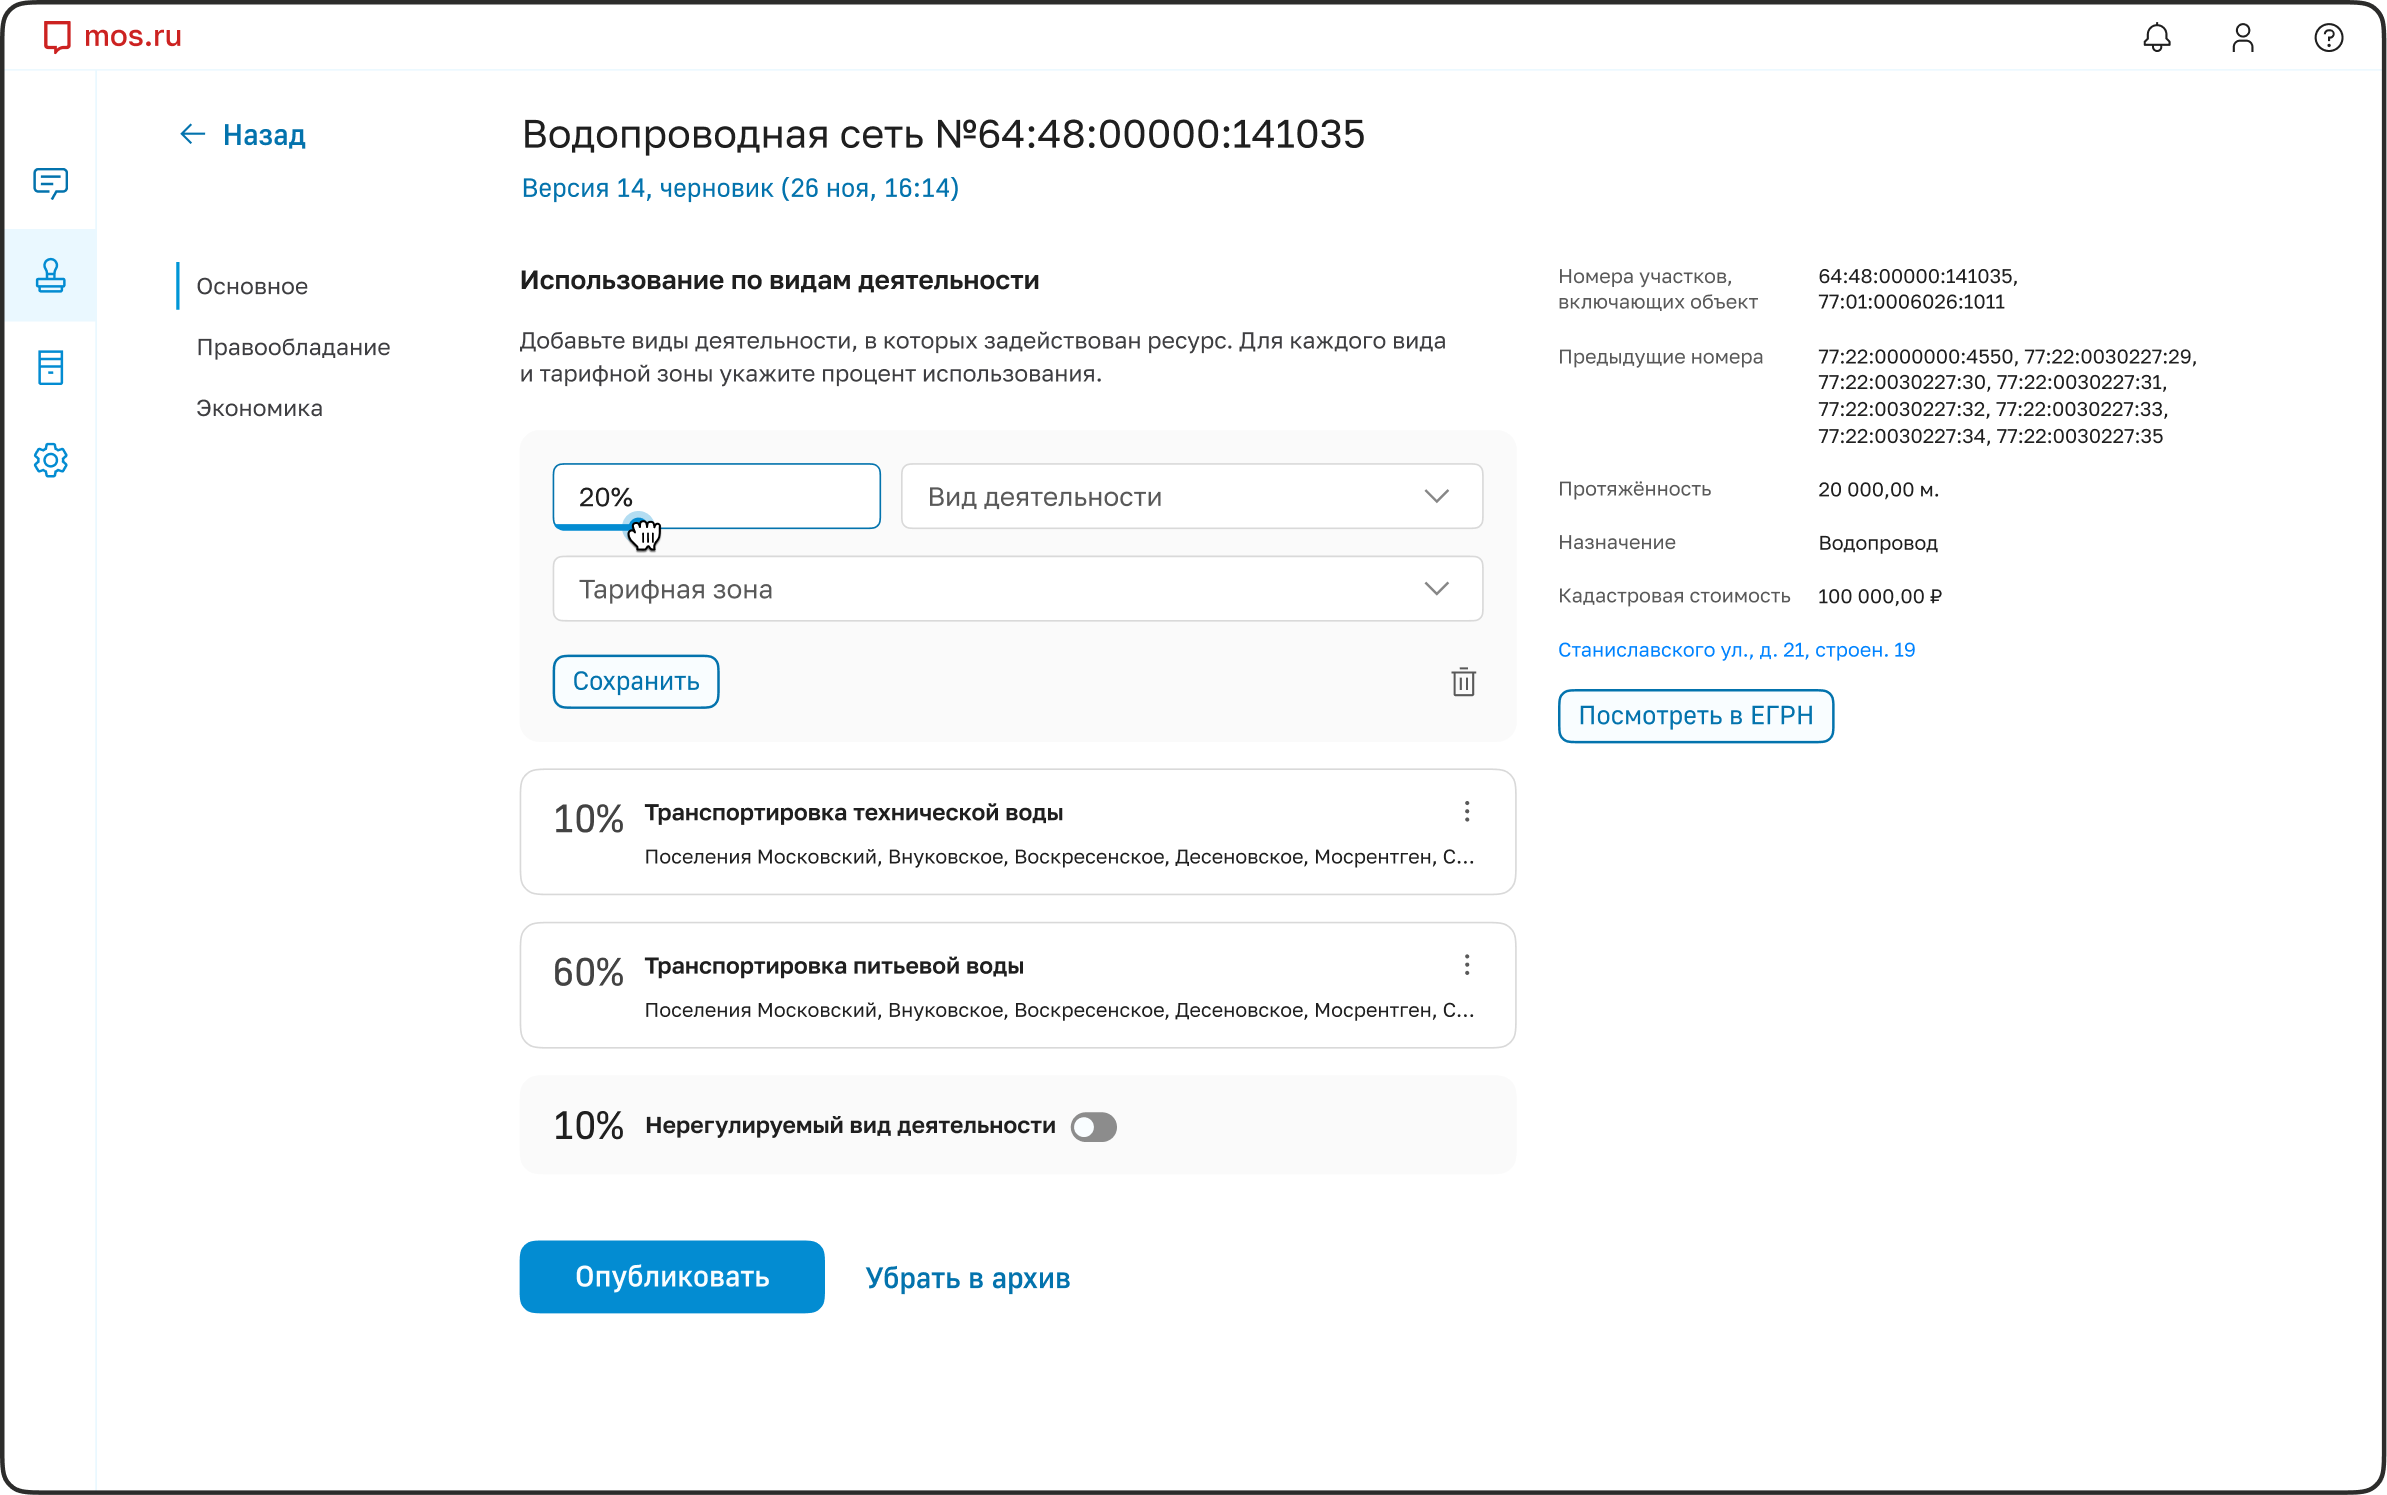 mos.ru
Назад
Водопроводная сеть №64:48:00000:141035
Версия 14, черновик (26 ноя, 16:14)
Основное
Правообладание
Экономика
Использование по видам деятельности
Добавьте виды деятельности, в которых задействован ресурс. Для каждого вида
и тарифной зоны укажите процент использования.
20%
Вид деятельности
Тарифная зона
Сохранить
10%
Транспортировка технической воды
Поселения Московский, Внуковское, Воскресенское, Десеновское, Мосрентген, С...
60%
Транспортировка питьевой воды
Поселения Московский, Внуковское, Воскресенское, Десеновское, Мосрентген, С...
10%
Нерегулируемый вид деятельности
Опубликовать
Убрать в архив
Номера участков,
включающих объект
64:48:00000:141035,
77:01:0006026:1011
Предыдущие номера
77:22:0000000:4550, 77:22:0030227:29,
77:22:0030227:30, 77:22:0030227:31,
77:22:0030227:32, 77:22:0030227:33,
77:22:0030227:34, 77:22:0030227:35
Протяжённость
20 000,00 м.
Назначение
Водопровод
Кадастровая стоимость
100 000,00 ₽
Станиславского ул., д. 21, строен. 19
Посмотреть в ЕГРН